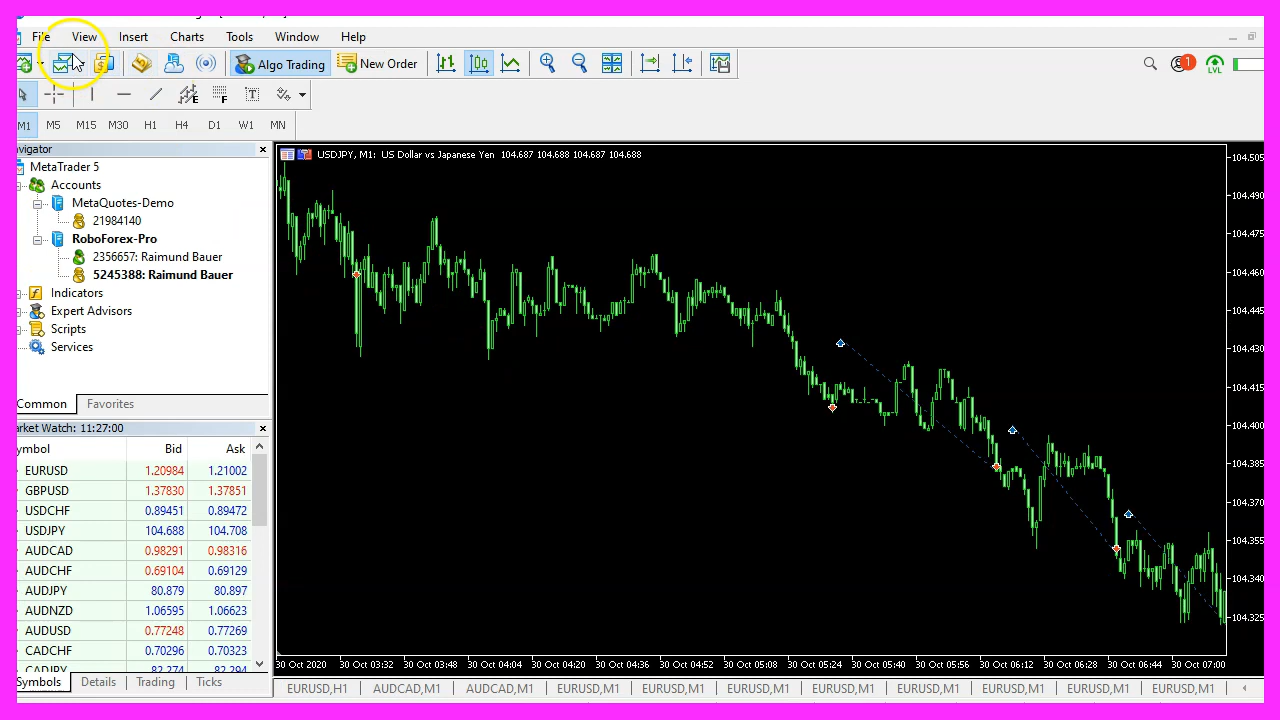 File View Insert Charts Tools Window Help
Algo Trading New Order
1
LVL
E F T
M1 M5 M15 M30 H1 H4 D1 W1 MN
avigator
MetaTrader 5
Accounts
MetaQuotes-Demo
21984140
RoboForex-Pro
2356657: Raimund Bauer
5245388: Raimund Bauer
Indicators
Expert Advisors
Scripts
Services
Common Favorites
arket Watch: 11:27:00
ymbol Bid Ask
EURUSD 1.20984 1.21002
GBPUSD 1.37830 1.37851
USDCHF 0.89451 0.89472
USDJPY 104.688 104.708
AUDCAD 0.98291 0.98316
AUDCHF 0.69104 0.69129
AUDJPY 80.879 80.897
AUDNZD 1.06595 1.06623
AUDUSD 0.77248 0.77269
CADCHF 0.70296 0.70323
CADJPY 82.274 82.294
Symbols Details Trading Ticks
USDJPY, M1: US Dollar vs Japanese Yen 104.687 104.688 104.687 104.688
104.505
104.490
104.475
104.460
104.445
104.430
104.415
104.400
104.385
104.370
104.355
104.340
104.325
30 Oct 2020 30 Oct 03:32 30 Oct 03:48 30 Oct 04:04 30 Oct 04:20 30 Oct 04:36 30 Oct 04:52 30 Oct 05:08 30 Oct 05:24 30 Oct 05:40 30 Oct 05:56 30 Oct 06:12 30 Oct 06:28 30 Oct 06:44 30 Oct 07:00
EURUSD,H1 AUDCAD,M1 AUDCAD,M1 EURUSD,M1 EURUSD,M1 EURUSD,M1 EURUSD,M1 EURUSD,M1 EURUSD,M1 EURUSD,M1 EURUSD,M1